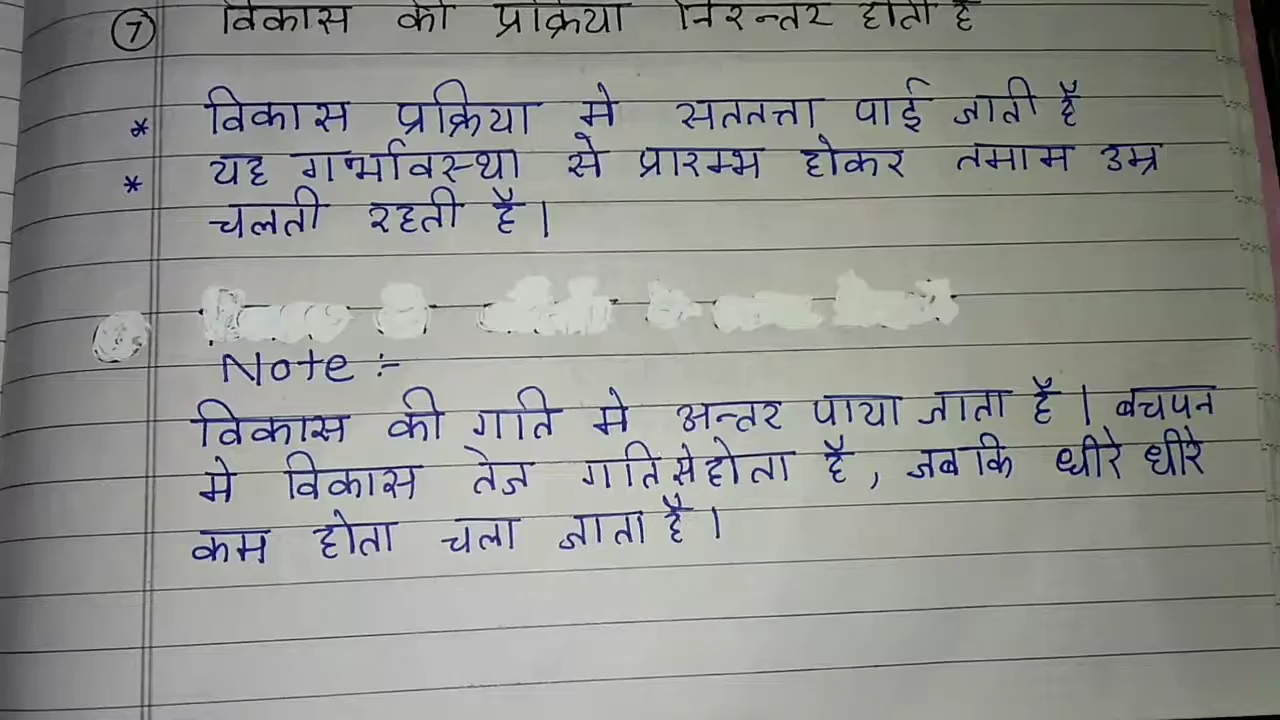 ⑦ विकास की प्रक्रिया निरन्तर होती है
* विकास प्रक्रिया मे सततत्ता पाई जाती है
* यह गर्भावस्था से प्रारम्भ होकर तमाम उम्र
चलती रहती है।
Note :-
विकास की गति मे अन्तर पाया जाता है। बचपन
मे विकास तेज गति से होता है, जबकि धीरे धीरे
कम होता चला जाता है।